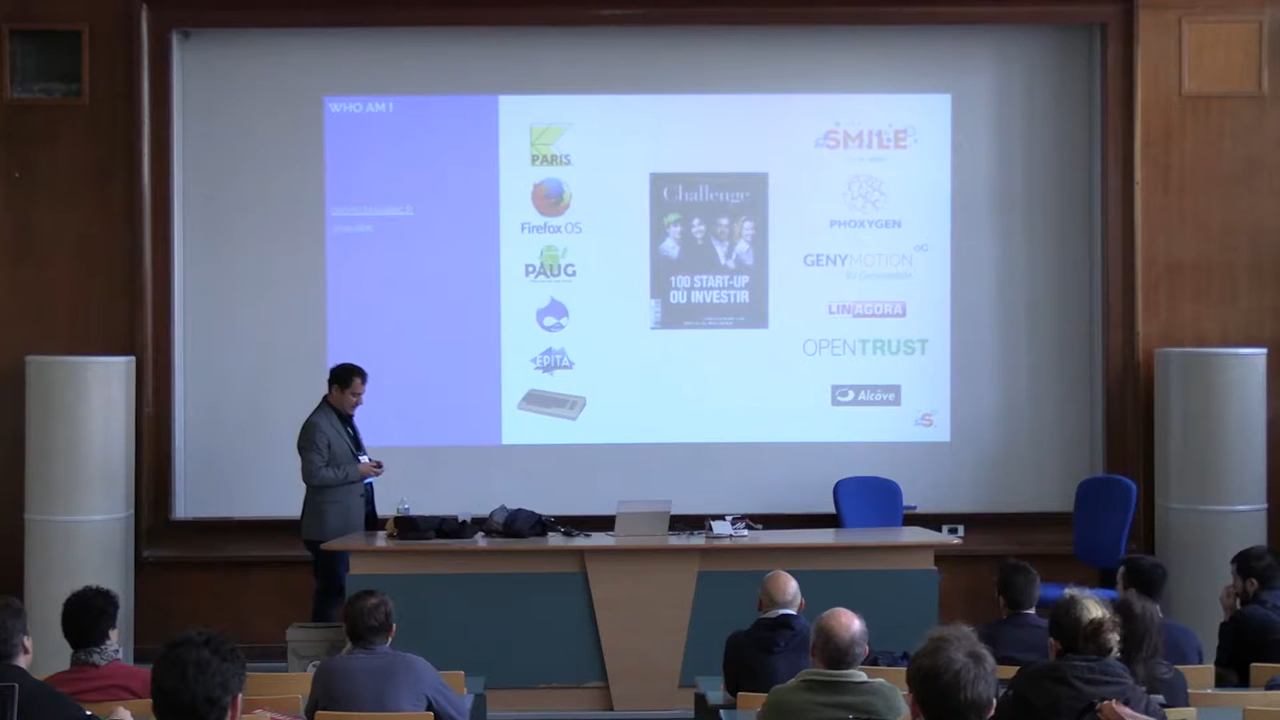 WHO AM I
PARIS
Firefox OS
PAUG
EPITA
Challenge
100 START-UP
OÙ INVESTIR
SMILE
PHOXYGEN
GENYMOTION
LINAGORA
OPENTRUST
Alcôve
S